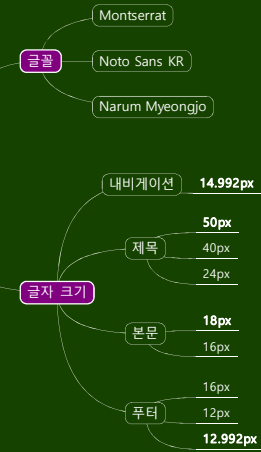 Montserrat
글꼴
Noto Sans KR
Narum Myeongjo
내비게이션
14.992px
50px
제목
40px
24px
글자 크기
18px
본문
16px
16px
푸터
12px
12.992px